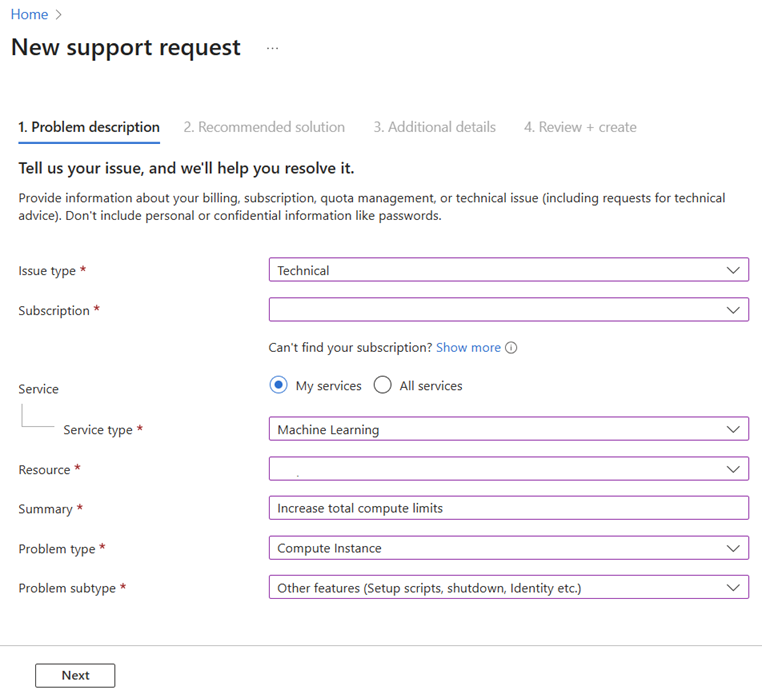 Home
New support request ...
1. Problem description 2. Recommended solution 3. Additional details 4. Review + create
Tell us your issue, and we'll help you resolve it.
Provide information about your billing, subscription, quota management, or technical issue (including requests for technical
advice). Don't include personal or confidential information like passwords.
Issue type * Technical
Subscription *
Can't find your subscription? Show more
Service My services All services
Service type * Machine Learning
Resource *
Summary * Increase total compute limits
Problem type * Compute Instance
Problem subtype * Other features (Setup scripts, shutdown, Identity etc.)
Next